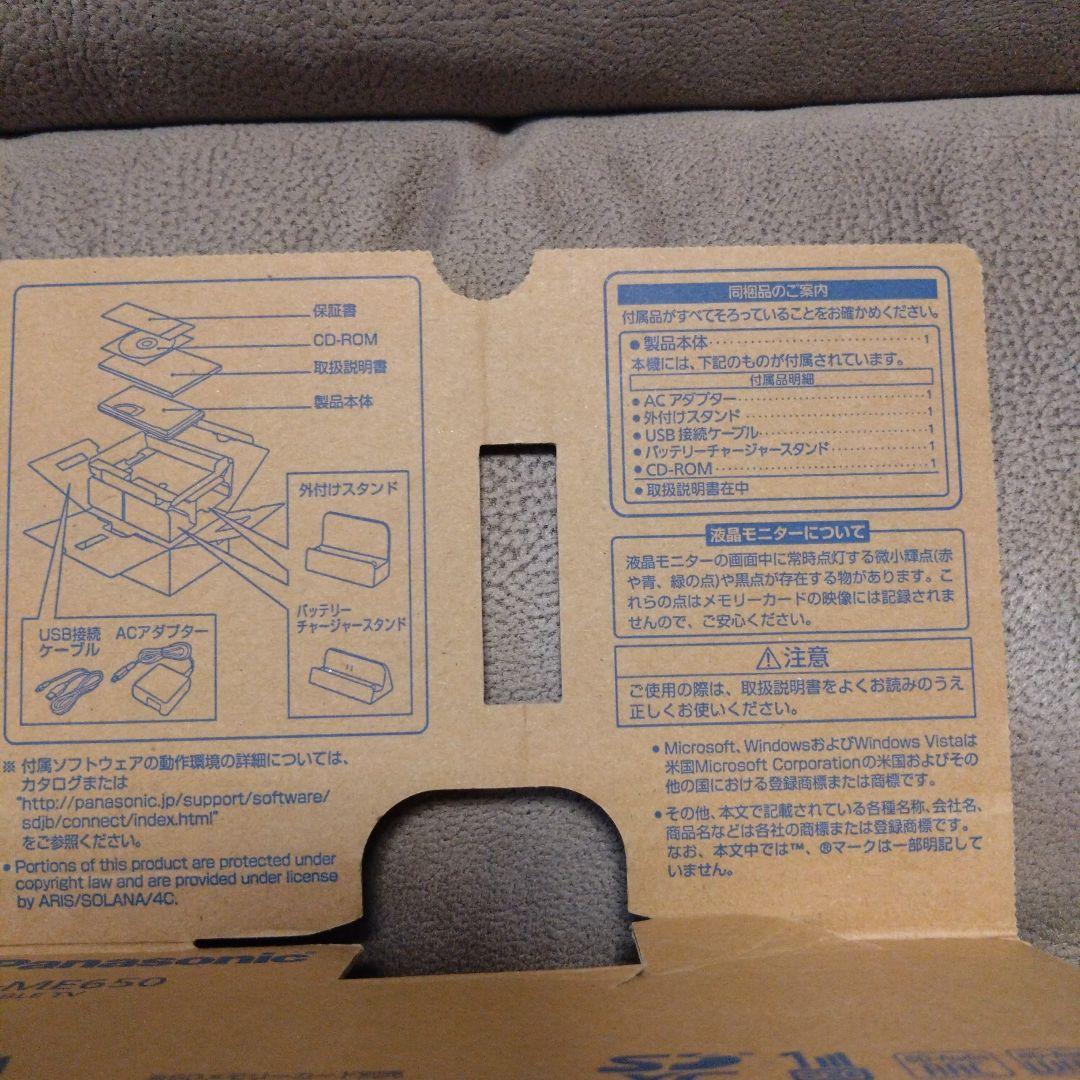 保証書
CD-ROM
取扱説明書
製品本体
外付けスタンド
バッテリー
チャージャースタンド
USB接続
ケーブル
ACアダプター
※ 付属ソフトウェアの動作環境の詳細については、
カタログまたは
"http://panasonic.jp/support/software/
sdjb/connect/index.html"
をご参照ください。
• Portions of this product are protected under
copyright law and are provided under license
by ARIS/SOLANA/4C.
同梱品のご案内
付属品がすべてそろっていることをお確かめください。
●製品本体 1
本機には、下記のものが付属されています。
付属品明細
●ACアダプター 1
●外付けスタンド 1
●USB接続ケーブル 1
●バッテリーチャージャースタンド 1
●CD-ROM 1
●取扱説明書在中
液晶モニターについて
液晶モニターの画面中に常時点灯する微小輝点(赤
や青、緑の点)や黒点が存在する物があります。こ
れらの点はメモリーカードの映像には記録されま
せんので、ご安心ください。
⚠注意
ご使用の際は、取扱説明書をよくお読みのうえ
正しくお使いください。
• Microsoft、WindowsおよびWindows Vistaは
米国Microsoft Corporationの米国およびその
他の国における登録商標または商標です。
• その他、本文で記載されている各種名称、会社名、
商品名などは各社の商標または登録商標です。
なお、本文中では™、®マークは一部明記して
いません。
Panasonic
-ME650
TV